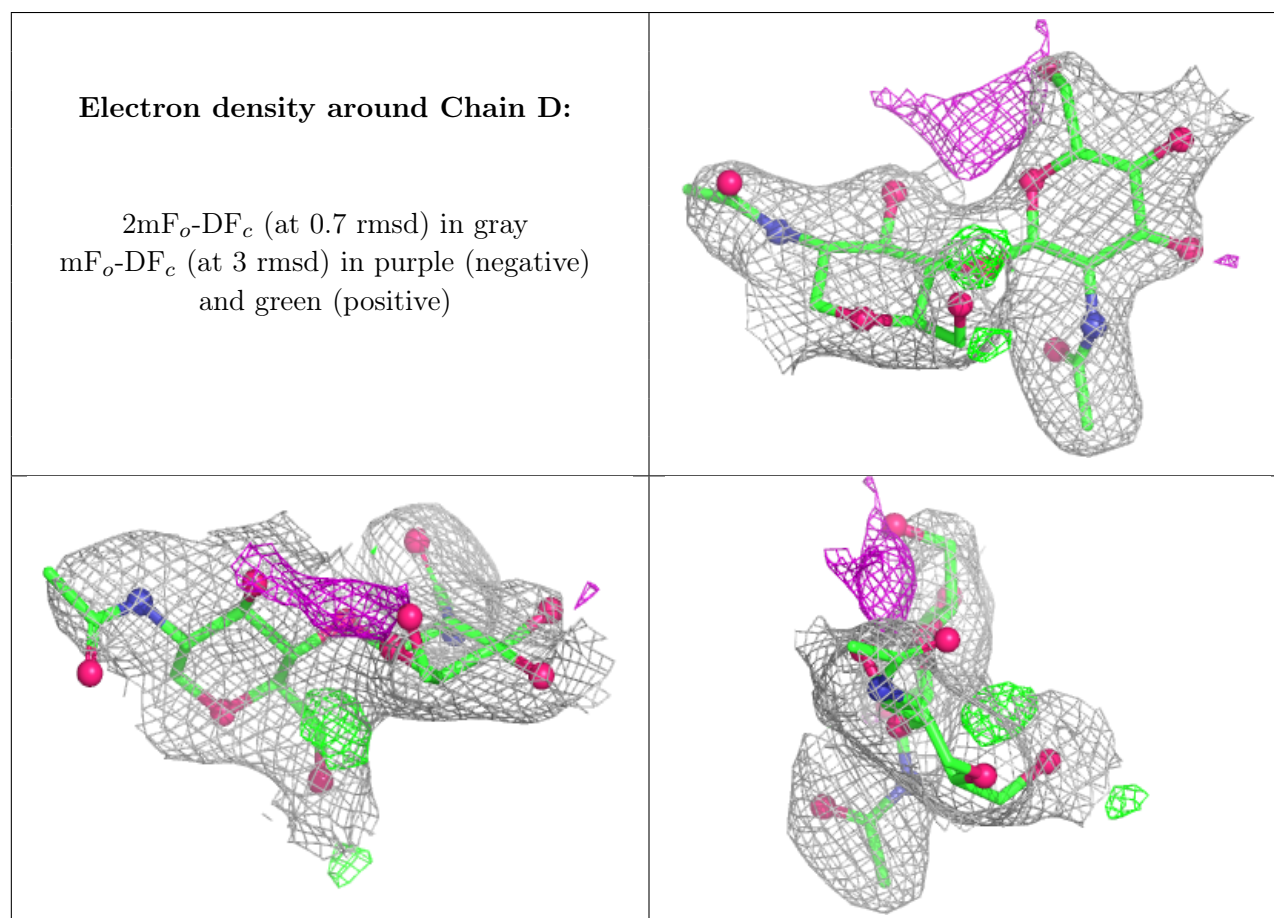 Electron density around Chain D:
2mFₒ-DF𝒸 (at 0.7 rmsd) in gray
mFₒ-DF𝒸 (at 3 rmsd) in purple (negative)
and green (positive)